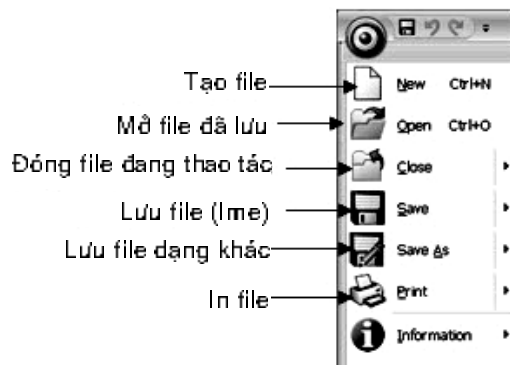 Tạo file
New Ctrl+N
Mở file đã lưu
Open Ctrl+O
Đóng file đang thao tác
Close
Lưu file (lme)
Save
Lưu file dạng khác
Save As
In file
Print
Information